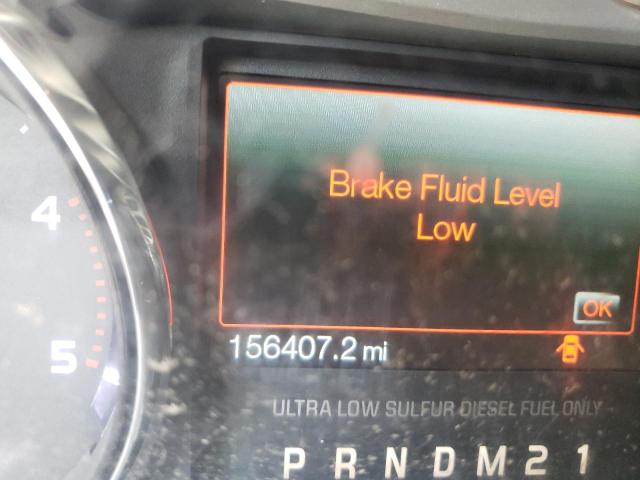 4
5
Brake Fluid Level
Low
OK
156407.2 mi
ULTRA LOW SULFUR DIESEL FUEL ONLY
P R N D M 2 1